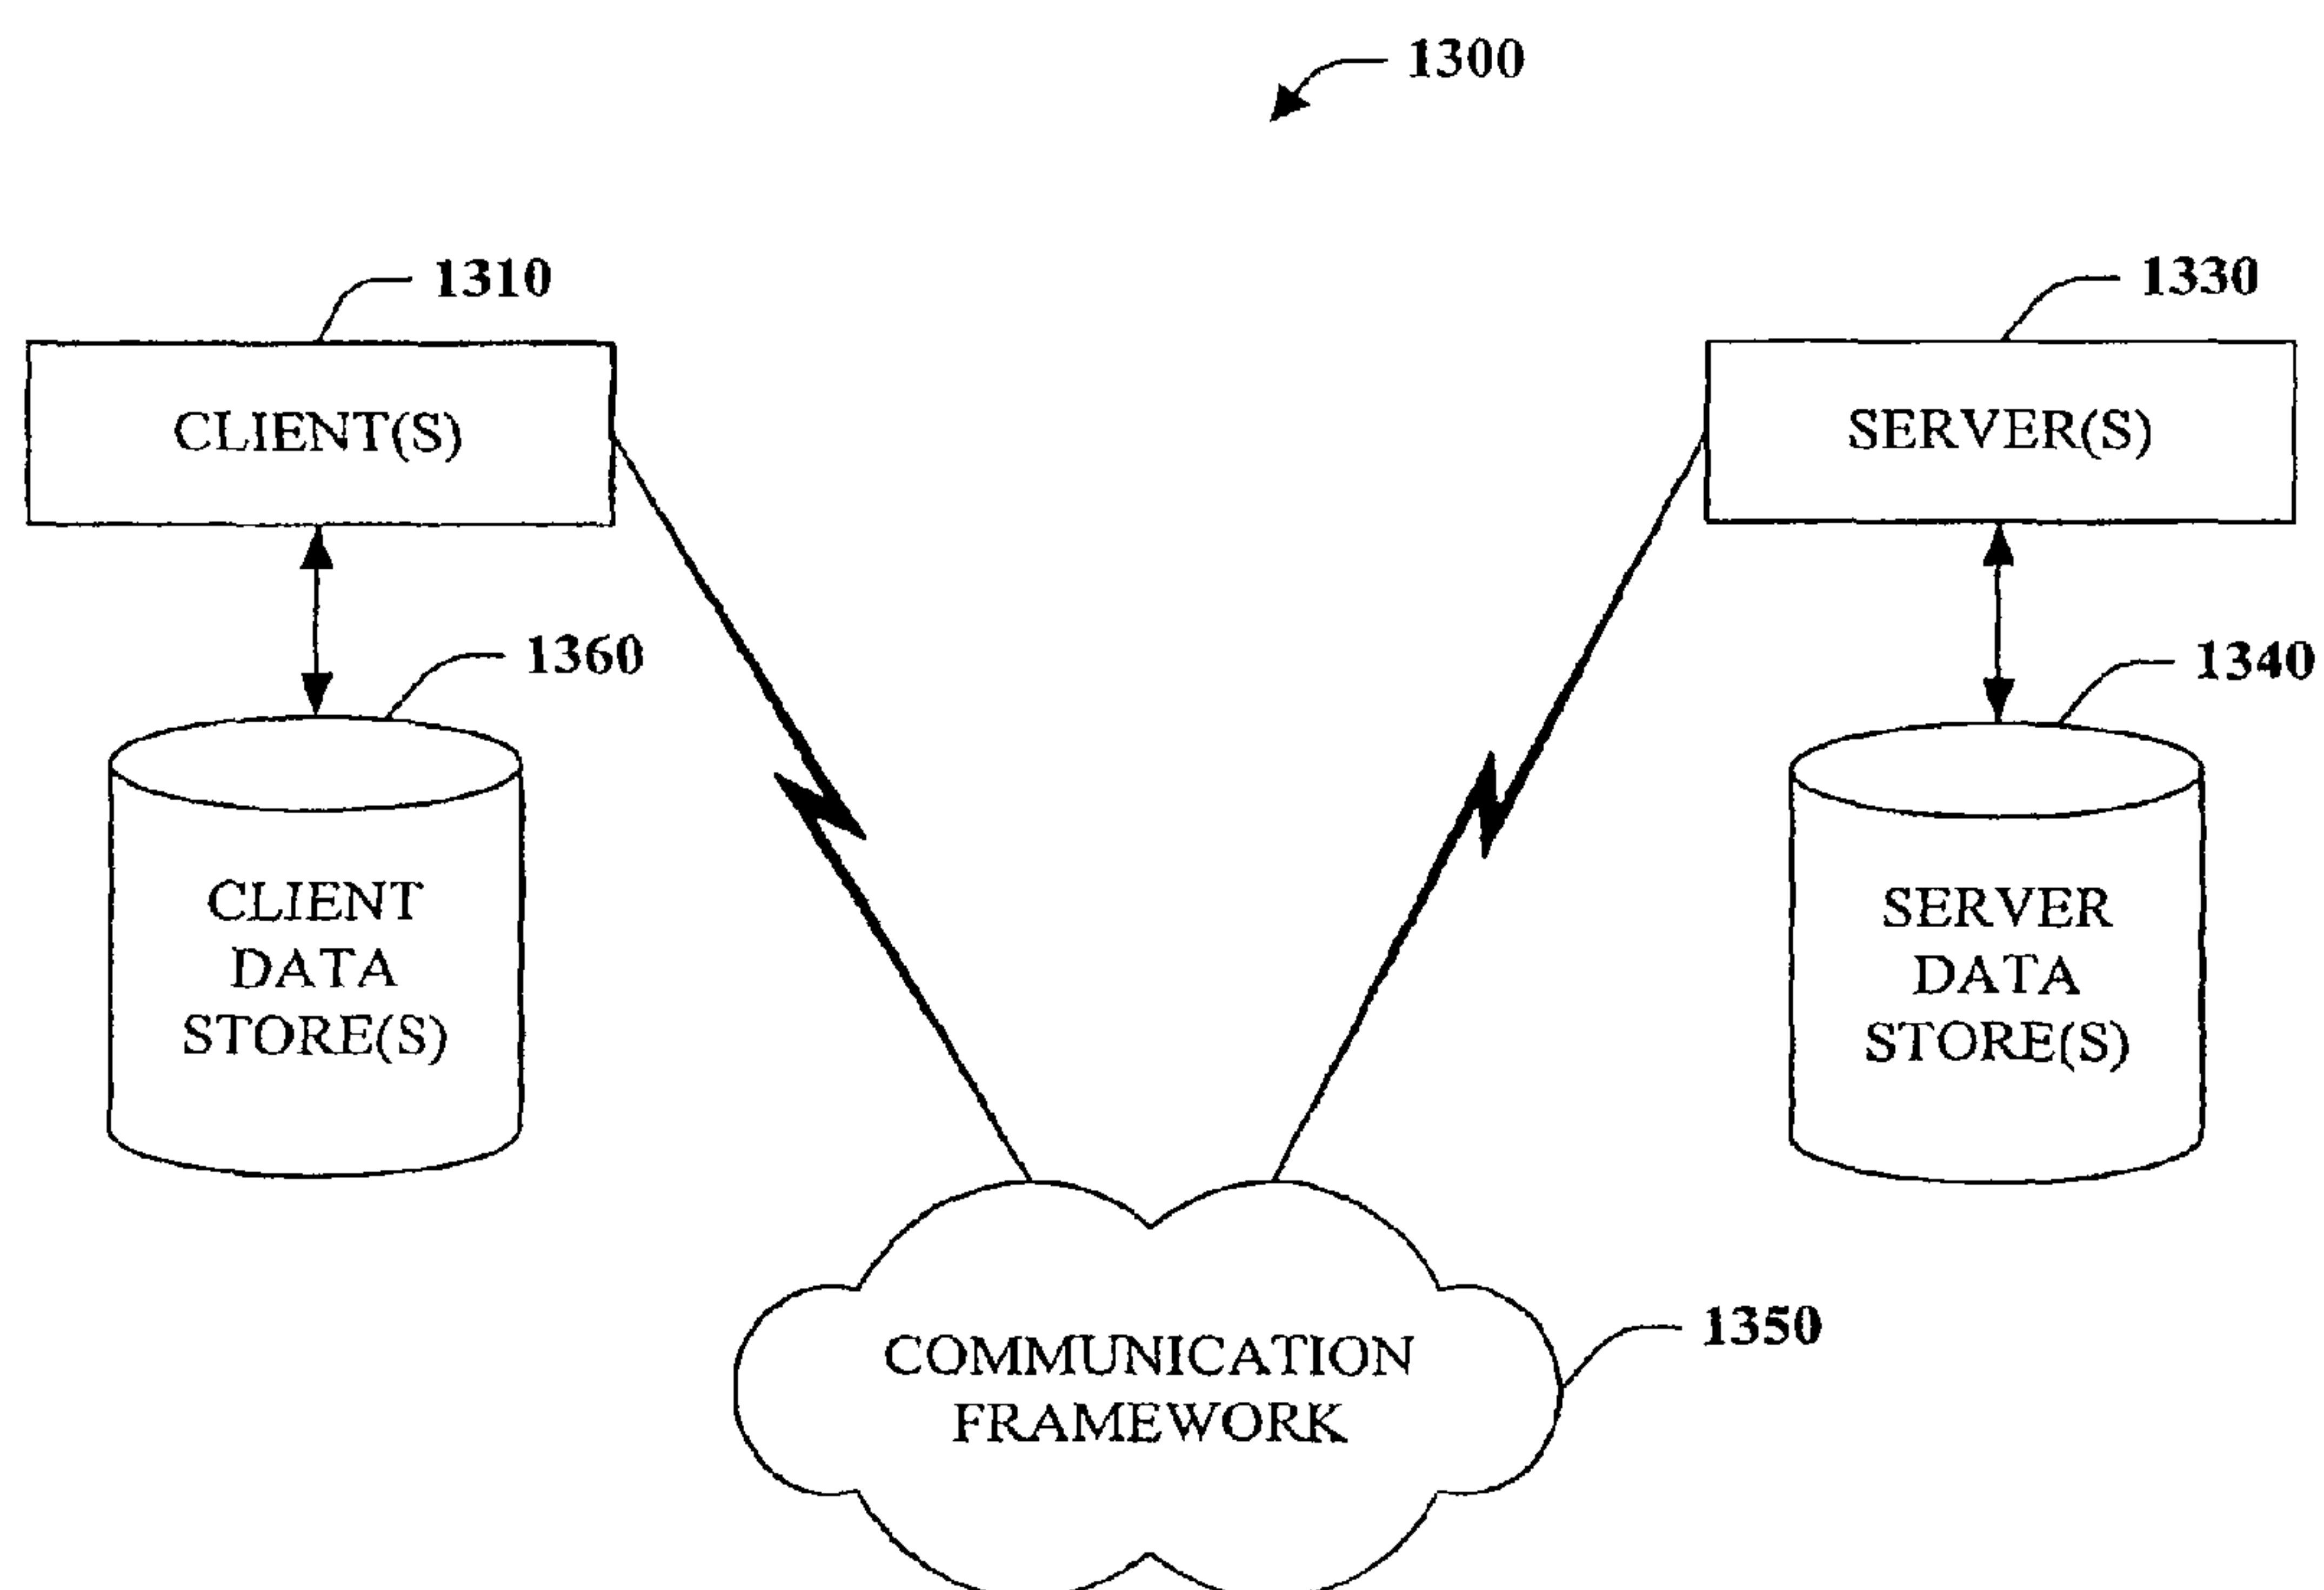 1300
1310
1330
CLIENT(S)
SERVER(S)
1360
1340
CLIENT
DATA
STORE(S)
SERVER
DATA
STORE(S)
1350
COMMUNICATION
FRAMEWORK